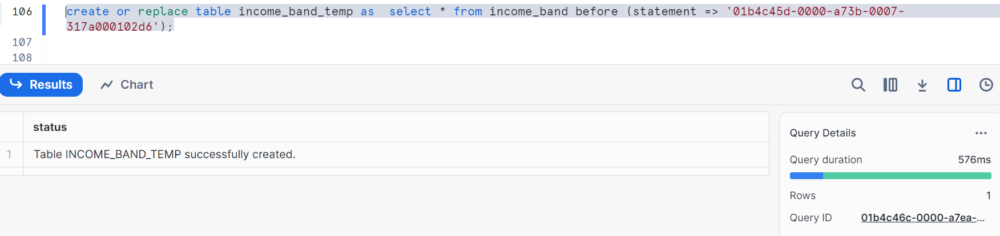 106 create or replace table income_band_temp as  select * from income_band before (statement => '01b4c45d-0000-a73b-0007-
317a000102d6');
107
108
Results Chart
status
1 Table INCOME_BAND_TEMP successfully created.
Query Details ...
Query duration 576ms
Rows 1
Query ID 01b4c46c-0000-a7ea-...